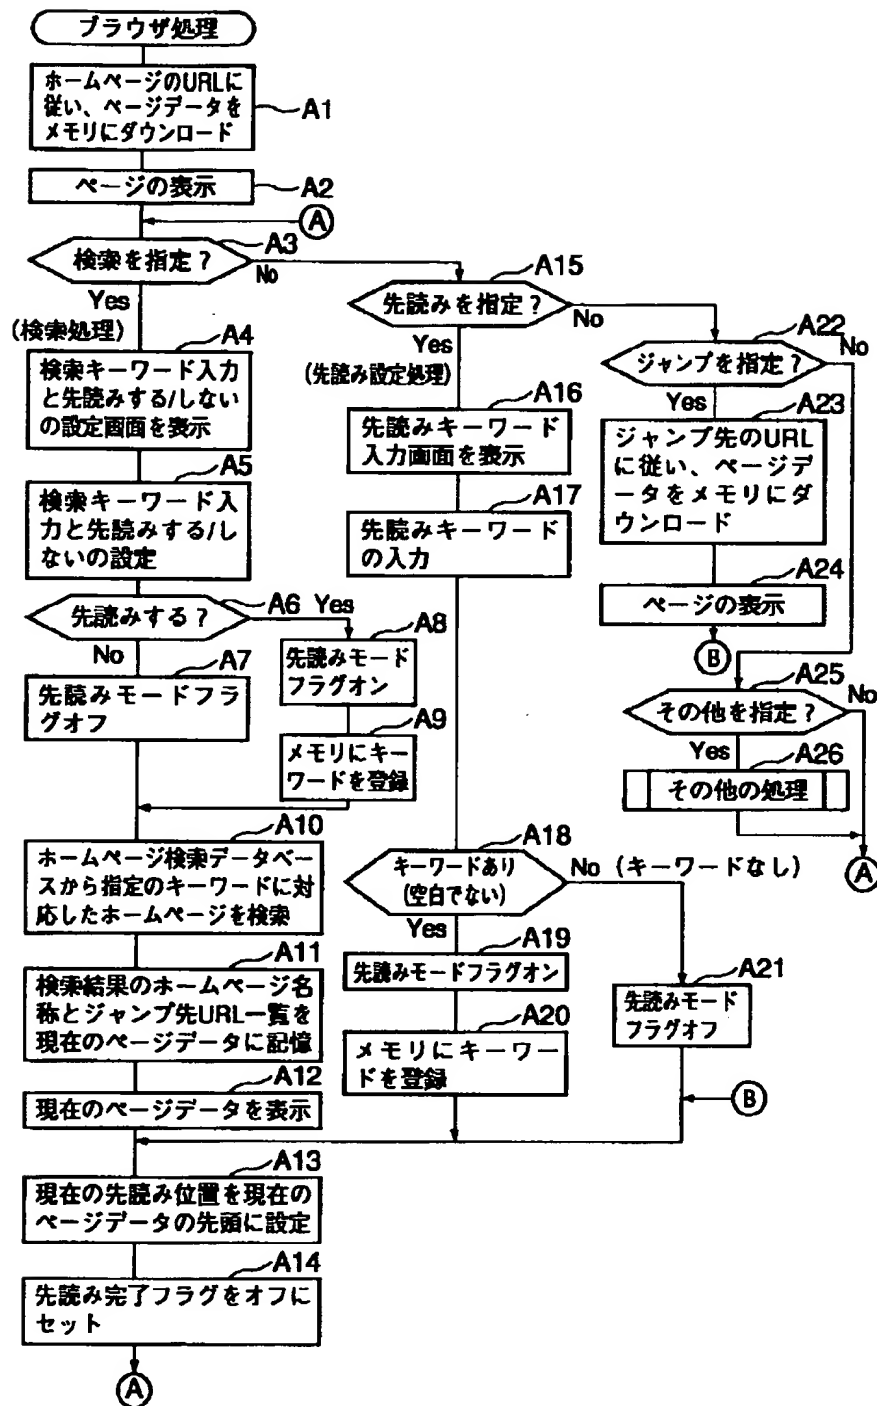 ブラウザ処理
ホームページのURLに
従い、ページデータを
メモリにダウンロード
A1
ページの表示
A2
A
A3
検索を指定?
No
Yes
(検索処理)
A4
検索キーワード入力
と先読みする/しない
の設定画面を表示
A5
検索キーワード入
力と先読みする/し
ないの設定
A6 Yes
先読みする?
No
A7
先読みモードフラ
グオフ
A8
先読みモード
フラグオン
A9
メモリにキー
ワードを登録
A10
ホームページ検索データベー
スから指定のキーワードに対
応したホームページを検索
A11
検索結果のホームページ名
称とジャンプ先URL一覧を
現在のページデータに記憶
A12
現在のページデータを表示
A13
現在の先読み位置を現在の
ページデータの先頭に設定
A14
先読み完了フラグをオフに
セット
A
A15
先読みを指定?
No
Yes
(先読み設定処理)
A16
先読みキーワード
入力画面を表示
A17
先読みキーワード
の入力
A18
キーワードあり
(空白でない)
No (キーワードなし)
Yes
A19
先読みモードフラグオン
A20
メモリにキーワー
ドを登録
A21
先読みモード
フラグオフ
B
A22
ジャンプを指定?
No
Yes
A23
ジャンプ先のURL
に従い、ページデ
ータをメモリにダ
ウンロード
A24
ページの表示
B
A25
その他を指定?
No
Yes
A26
その他の処理
A